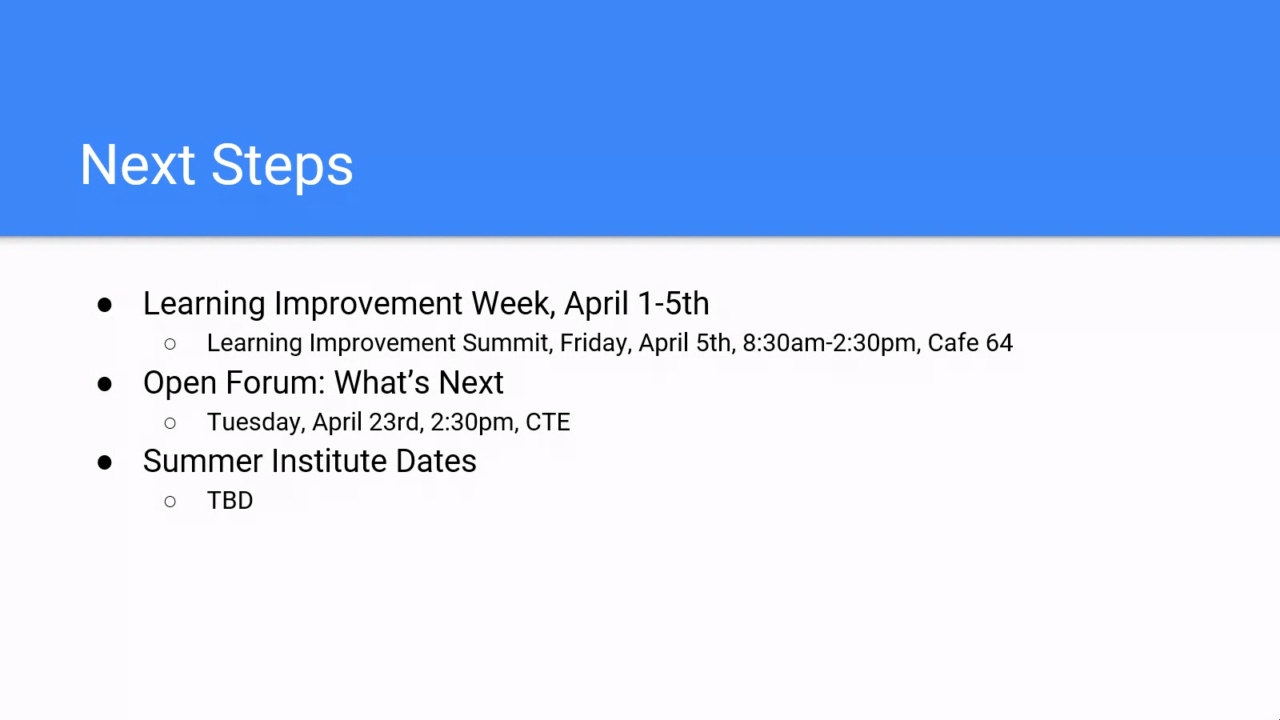 Next Steps
● Learning Improvement Week, April 1-5th
○ Learning Improvement Summit, Friday, April 5th, 8:30am-2:30pm, Cafe 64
● Open Forum: What’s Next
○ Tuesday, April 23rd, 2:30pm, CTE
● Summer Institute Dates
○ TBD